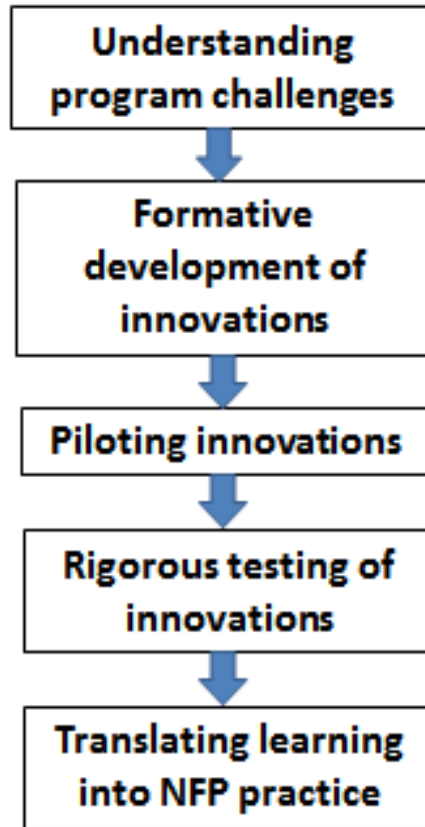 Understanding
program challenges
Formative
development of
innovations
Piloting innovations
Rigorous testing of
innovations
Translating learning
into NFP practice